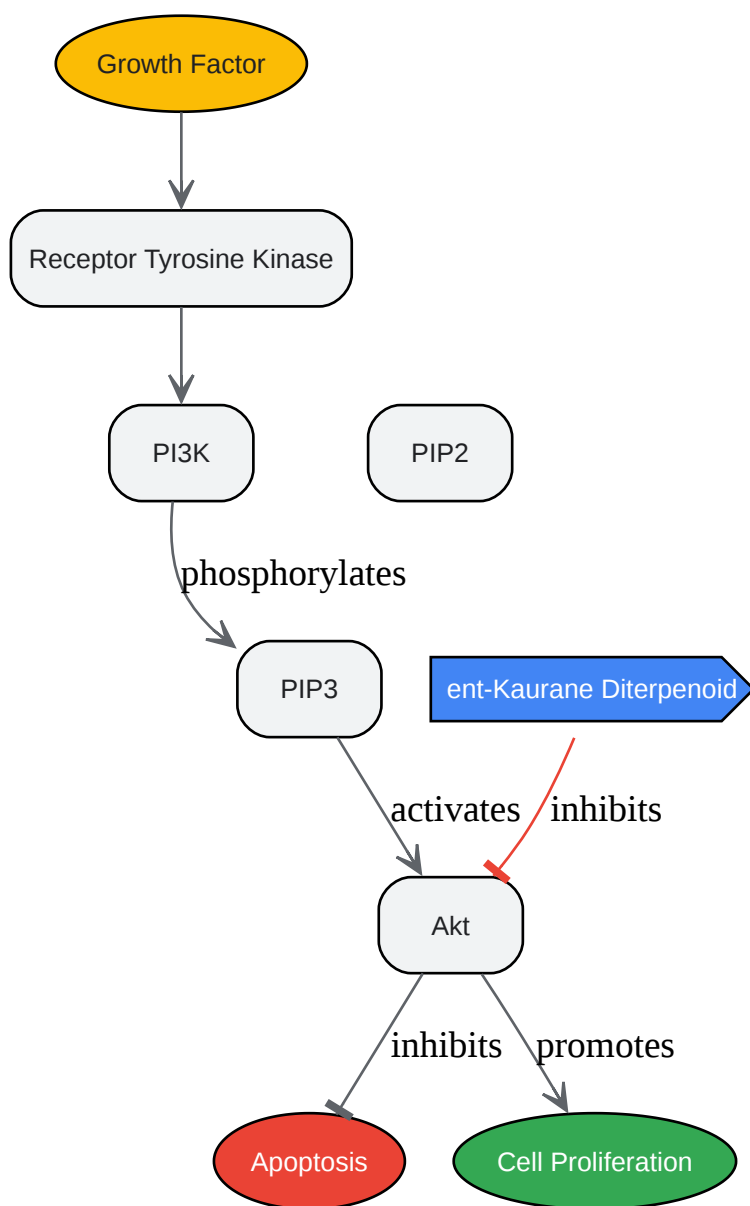 Growth Factor
Receptor Tyrosine Kinase
PI3K
PIP2
phosphorylates
PIP3
ent-Kaurane Diterpenoid
activates
inhibits
Akt
inhibits
promotes
Apoptosis
Cell Proliferation